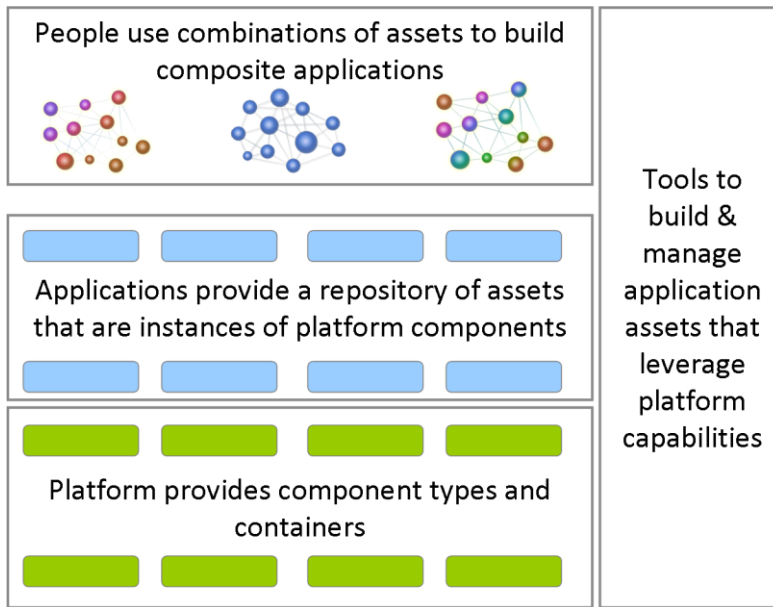 People use combinations of assets to build
composite applications
Applications provide a repository of assets
that are instances of platform components
Platform provides component types and
containers
Tools to
build &
manage
application
assets that
leverage
platform
capabilities